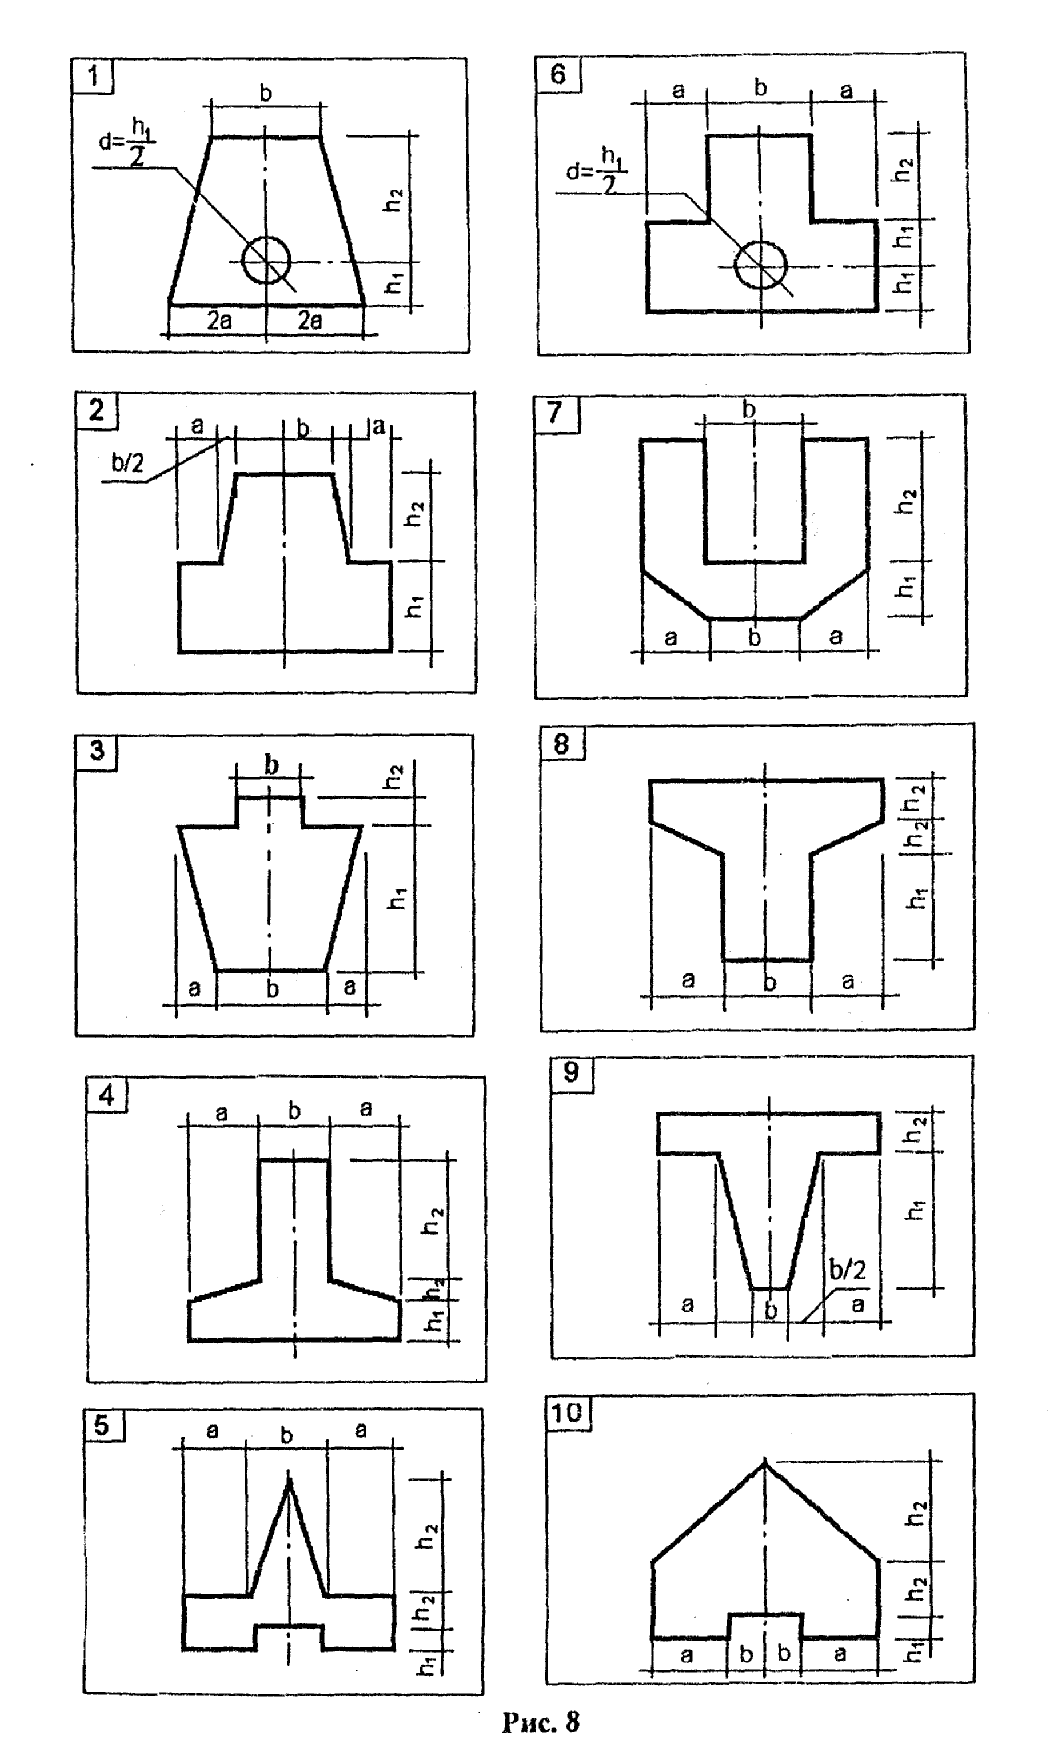 1
b
d=h₁/2
h₂
h₁
2a 2a
6
a b a
d=h₁/2
h₂
h₁
h₁
2
a b a
b/2
h₂
h₁
7
b
h₂
h₁
a b a
3
b
h₂
h₁
a b a
8
h₂
h₂
h₁
a b a
4
a b a
h₂
h₂
h₁
9
h₂
h₁
b/2
a b a
5
a b a
h₂
h₂
h₁
10
h₂
h₂
h₁
a b b a
Рис. 8